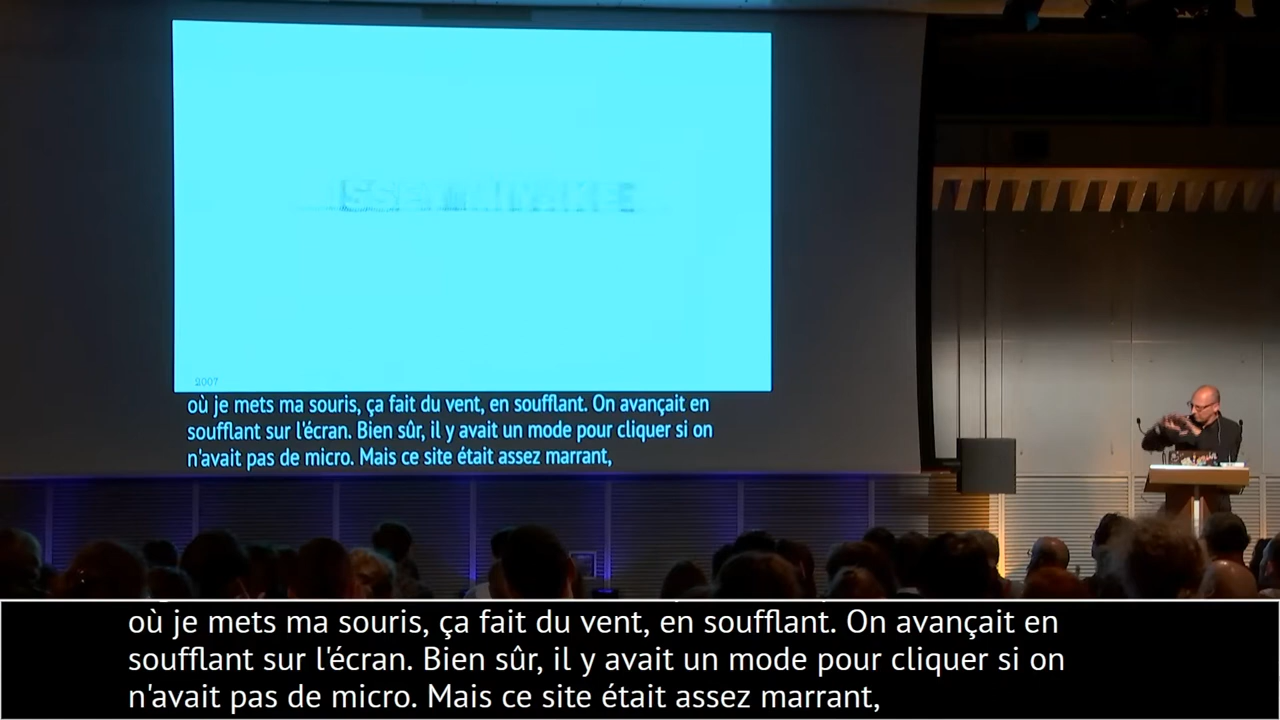 ISSEY MIYAKE
2007
où je mets ma souris, ça fait du vent, en soufflant. On avançait en
soufflant sur l'écran. Bien sûr, il y avait un mode pour cliquer si on
n'avait pas de micro. Mais ce site était assez marrant,
où je mets ma souris, ça fait du vent, en soufflant. On avançait en
soufflant sur l'écran. Bien sûr, il y avait un mode pour cliquer si on
n'avait pas de micro. Mais ce site était assez marrant,